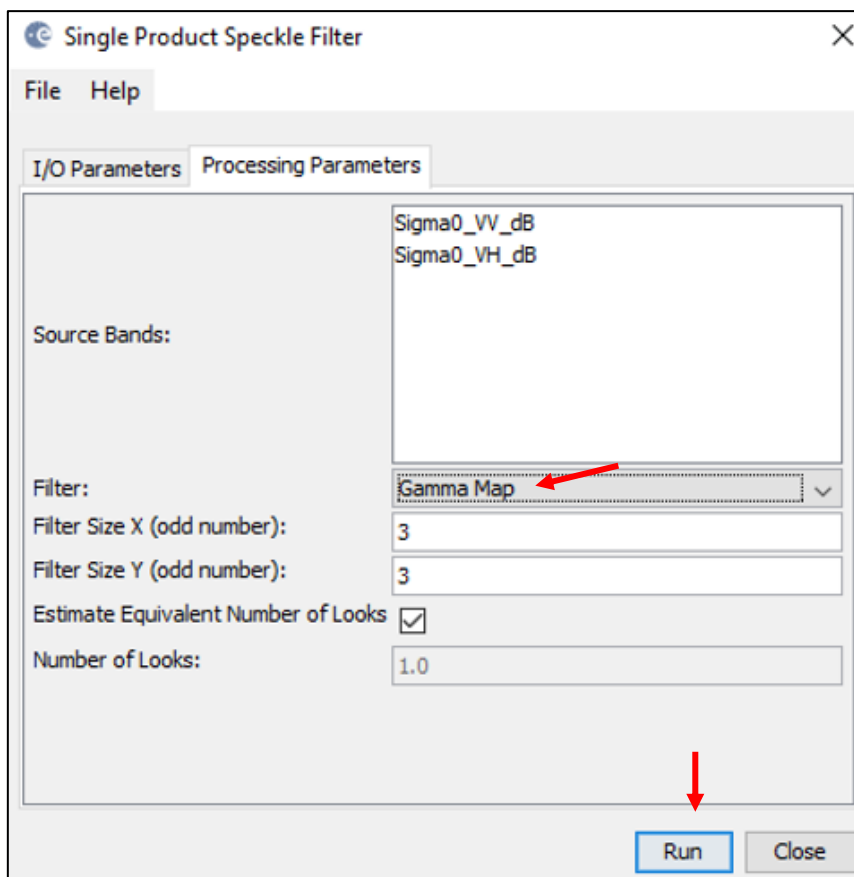 Single Product Speckle Filter
File Help
I/O Parameters Processing Parameters
Source Bands:
Sigma0_VV_dB
Sigma0_VH_dB
Filter: Gamma Map
Filter Size X (odd number): 3
Filter Size Y (odd number): 3
Estimate Equivalent Number of Looks
Number of Looks: 1.0
Run Close